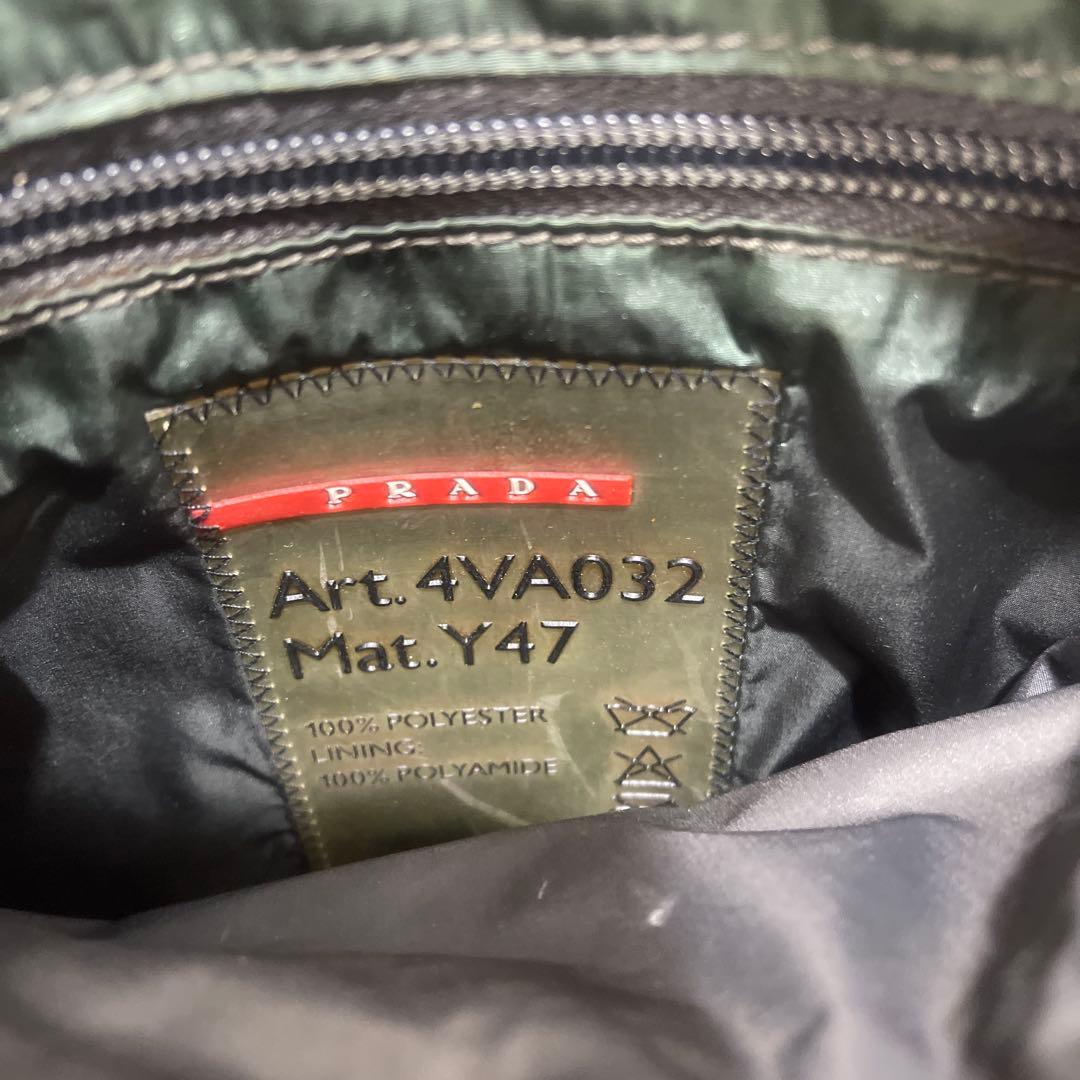 PRADA
Art. 4VA032
Mat. Y47
100% POLYESTER
LINING:
100% POLYAMIDE